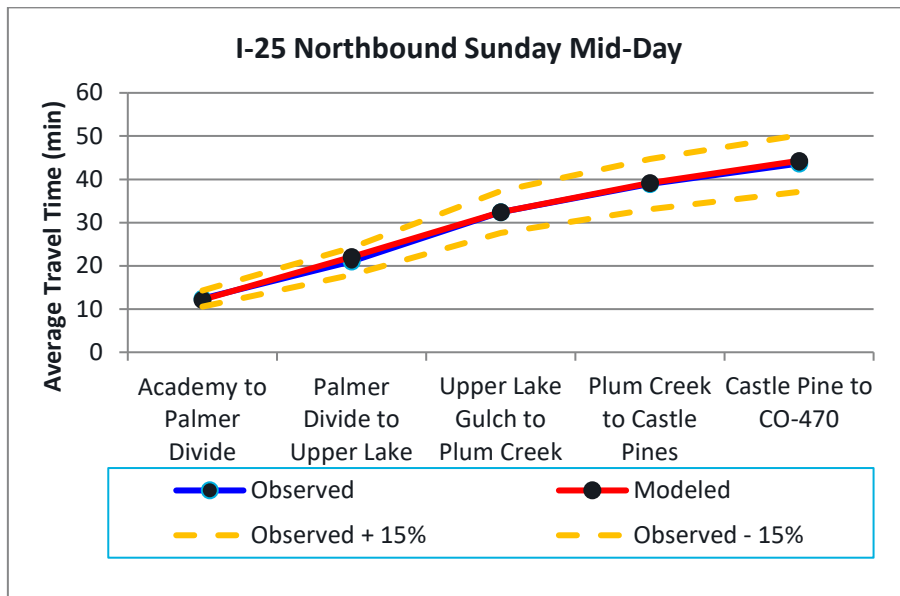 I-25 Northbound Sunday Mid-Day
Average Travel Time (min)
60
50
40
30
20
10
0
Academy to
Palmer
Divide
Palmer
Divide to
Upper Lake
Upper Lake
Gulch to
Plum Creek
Plum Creek
to Castle
Pines
Castle Pine to
CO-470
Observed
Modeled
Observed + 15%
Observed - 15%